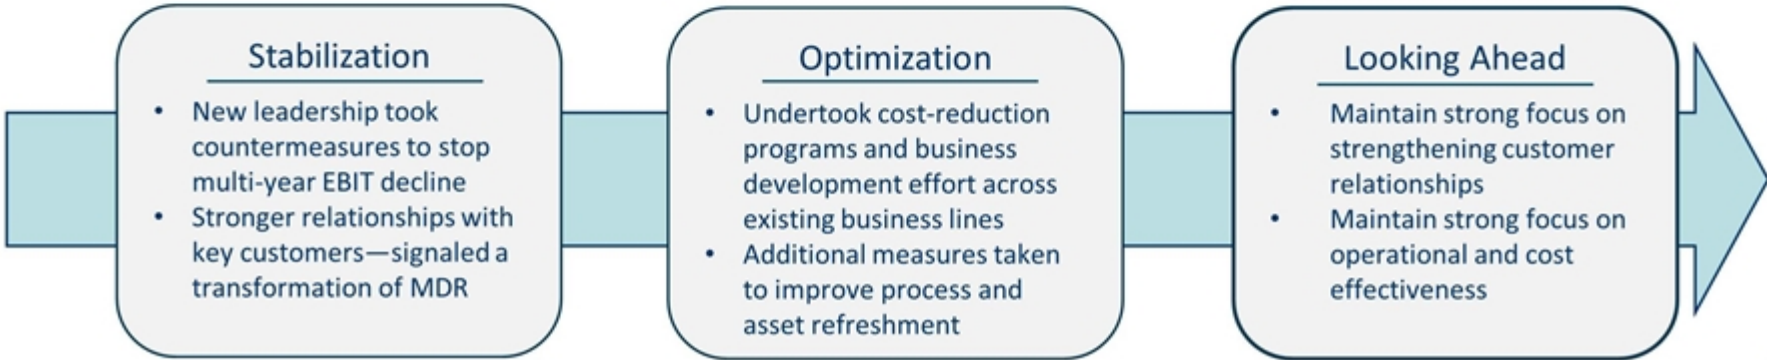 Stabilization
• New leadership took
countermeasures to stop
multi-year EBIT decline
• Stronger relationships with
key customers—signaled a
transformation of MDR
Optimization
• Undertook cost-reduction
programs and business
development effort across
existing business lines
• Additional measures taken
to improve process and
asset refreshment
Looking Ahead
• Maintain strong focus on
strengthening customer
relationships
• Maintain strong focus on
operational and cost
effectiveness